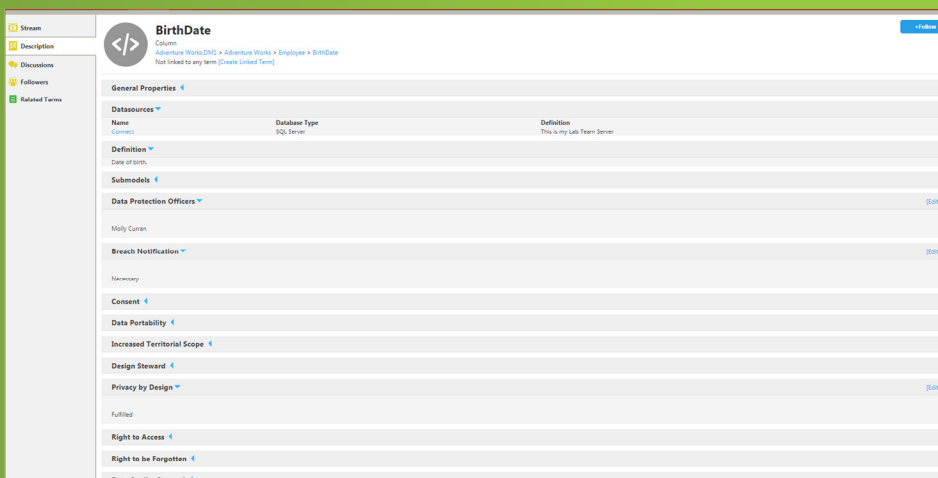 Stream
Description
Discussions
Followers
Related Terms
</>
BirthDate
+Follow
Column
Adventure Works.DM1 > Adventure Works > Employee > BirthDate
Not linked to any term [Create Linked Term]
General Properties
Datasources
Name Database Type Definition
Connect SQL Server This is my Lab Team Server
Definition
Date of birth.
Submodels
Data Protection Officers [Edit
Molly Curran
Breach Notification [Edit
Necessary
Consent
Data Portability
Increased Territorial Scope
Design Steward
Privacy by Design [Edit
Fulfilled
Right to Access
Right to be Forgotten